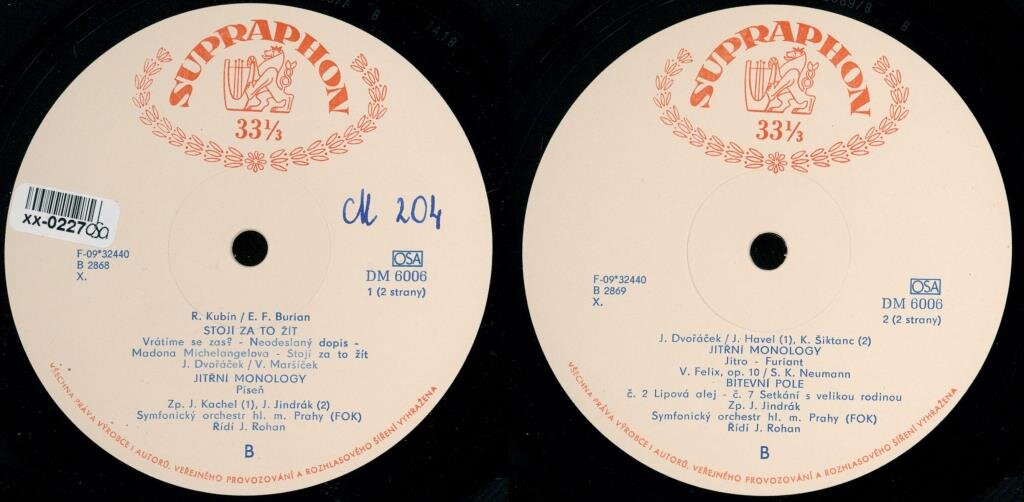 B 7418
SUPRAPHON
33⅓
xx-0227 osa
M 204
F-09*32440
B 2868
X.
OSA
DM 6006
1 (2 strany)
R. Kubín / E. F. Burian
STOJÍ ZA TO ŽÍT
Vrátíme se zas? - Neodeslaný dopis -
Madona Michelangelova - Stojí za to žít
J. Dvořáček / V. Maršíček
JITŘNÍ MONOLOGY
Píseň
Zp. J. Kachel (1), J. Jindrák (2)
Symfonický orchestr hl. m. Prahy (FOK)
Řídí J. Rohan
B
VŠECHNA PRÁVA VÝROBCE I AUTORŮ, VEŘEJNÉHO PROVOZOVÁNÍ A ROZHLASOVÉHO ŠÍŘENÍ VYHRAŽENA.
B
SUPRAPHON
33⅓
F-09*32440
B 2869
X.
OSA
DM 6006
2 (2 strany)
J. Dvořáček / J. Havel (1), K. Šiktanc (2)
JITŘNÍ MONOLOGY
Jitro - Furiant
V. Felix, op. 10 / S. K. Neumann
BITEVNÍ POLE
č. 2 Lipová alej - č. 7 Setkání s velikou rodinou
Zp. J. Jindrák
Symfonický orchestr hl. m. Prahy (FOK)
Řídí J. Rohan
B
VŠECHNA PRÁVA VÝROBCE I AUTORŮ, VEŘEJNÉHO PROVOZOVÁNÍ A ROZHLASOVÉHO ŠÍŘENÍ VYHRAŽENA.